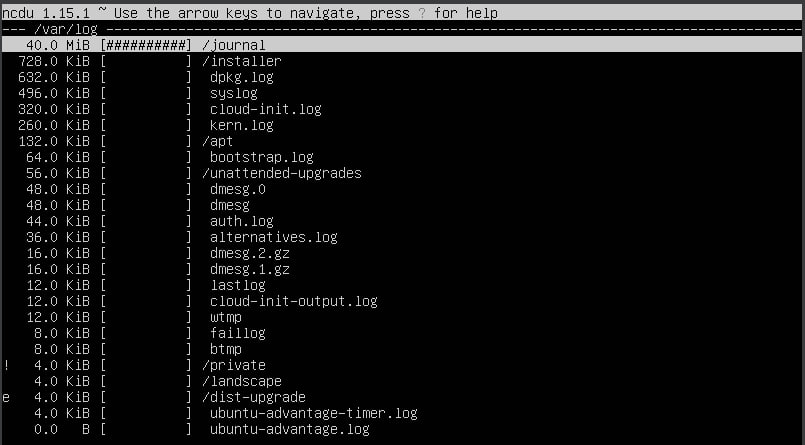 ncdu 1.15.1 ~ Use the arrow keys to navigate, press ? for help
--- /var/log ---------------------------------------------------------------------------------------
   40.0 MiB [##########] /journal
  728.0 KiB [          ] /installer
  632.0 KiB [          ]  dpkg.log
  496.0 KiB [          ]  syslog
  320.0 KiB [          ]  cloud-init.log
  260.0 KiB [          ]  kern.log
  132.0 KiB [          ] /apt
   64.0 KiB [          ]  bootstrap.log
   56.0 KiB [          ] /unattended-upgrades
   48.0 KiB [          ]  dmesg.0
   48.0 KiB [          ]  dmesg
   44.0 KiB [          ]  auth.log
   36.0 KiB [          ]  alternatives.log
   16.0 KiB [          ]  dmesg.2.gz
   16.0 KiB [          ]  dmesg.1.gz
   12.0 KiB [          ]  lastlog
   12.0 KiB [          ]  cloud-init-output.log
   12.0 KiB [          ]  wtmp
    8.0 KiB [          ]  faillog
    8.0 KiB [          ]  btmp
!   4.0 KiB [          ] /private
    4.0 KiB [          ] /landscape
e   4.0 KiB [          ] /dist-upgrade
    4.0 KiB [          ]  ubuntu-advantage-timer.log
    0.0   B [          ]  ubuntu-advantage.log